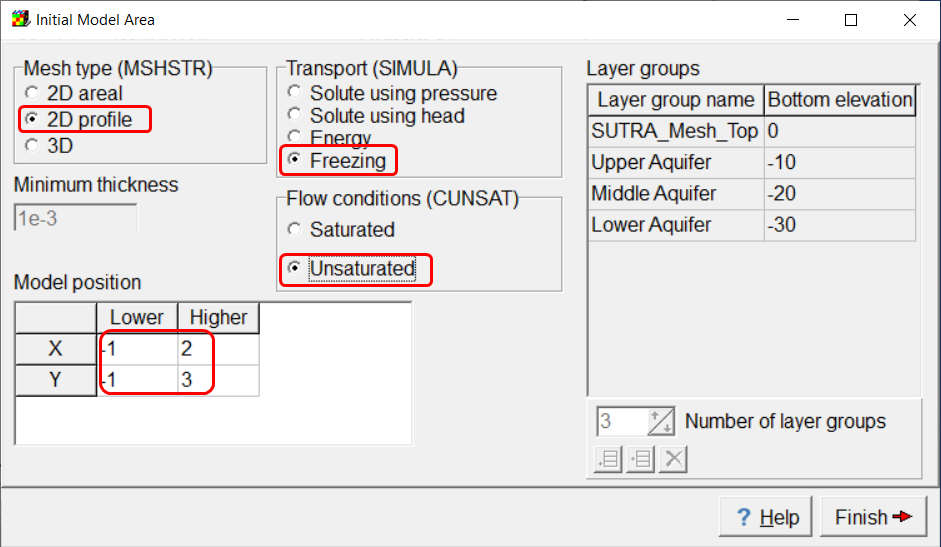 Initial Model Area
Mesh type (MSHSTR)
2D areal
2D profile
3D
Minimum thickness
1e-3
Transport (SIMULA)
Solute using pressure
Solute using head
Energy
Freezing
Flow conditions (CUNSAT)
Saturated
Unsaturated
Model position
Lower Higher
X -1 2
Y -1 3
Layer groups
Layer group name Bottom elevation
SUTRA_Mesh_Top 0
Upper Aquifer -10
Middle Aquifer -20
Lower Aquifer -30
3 Number of layer groups
? Help Finish